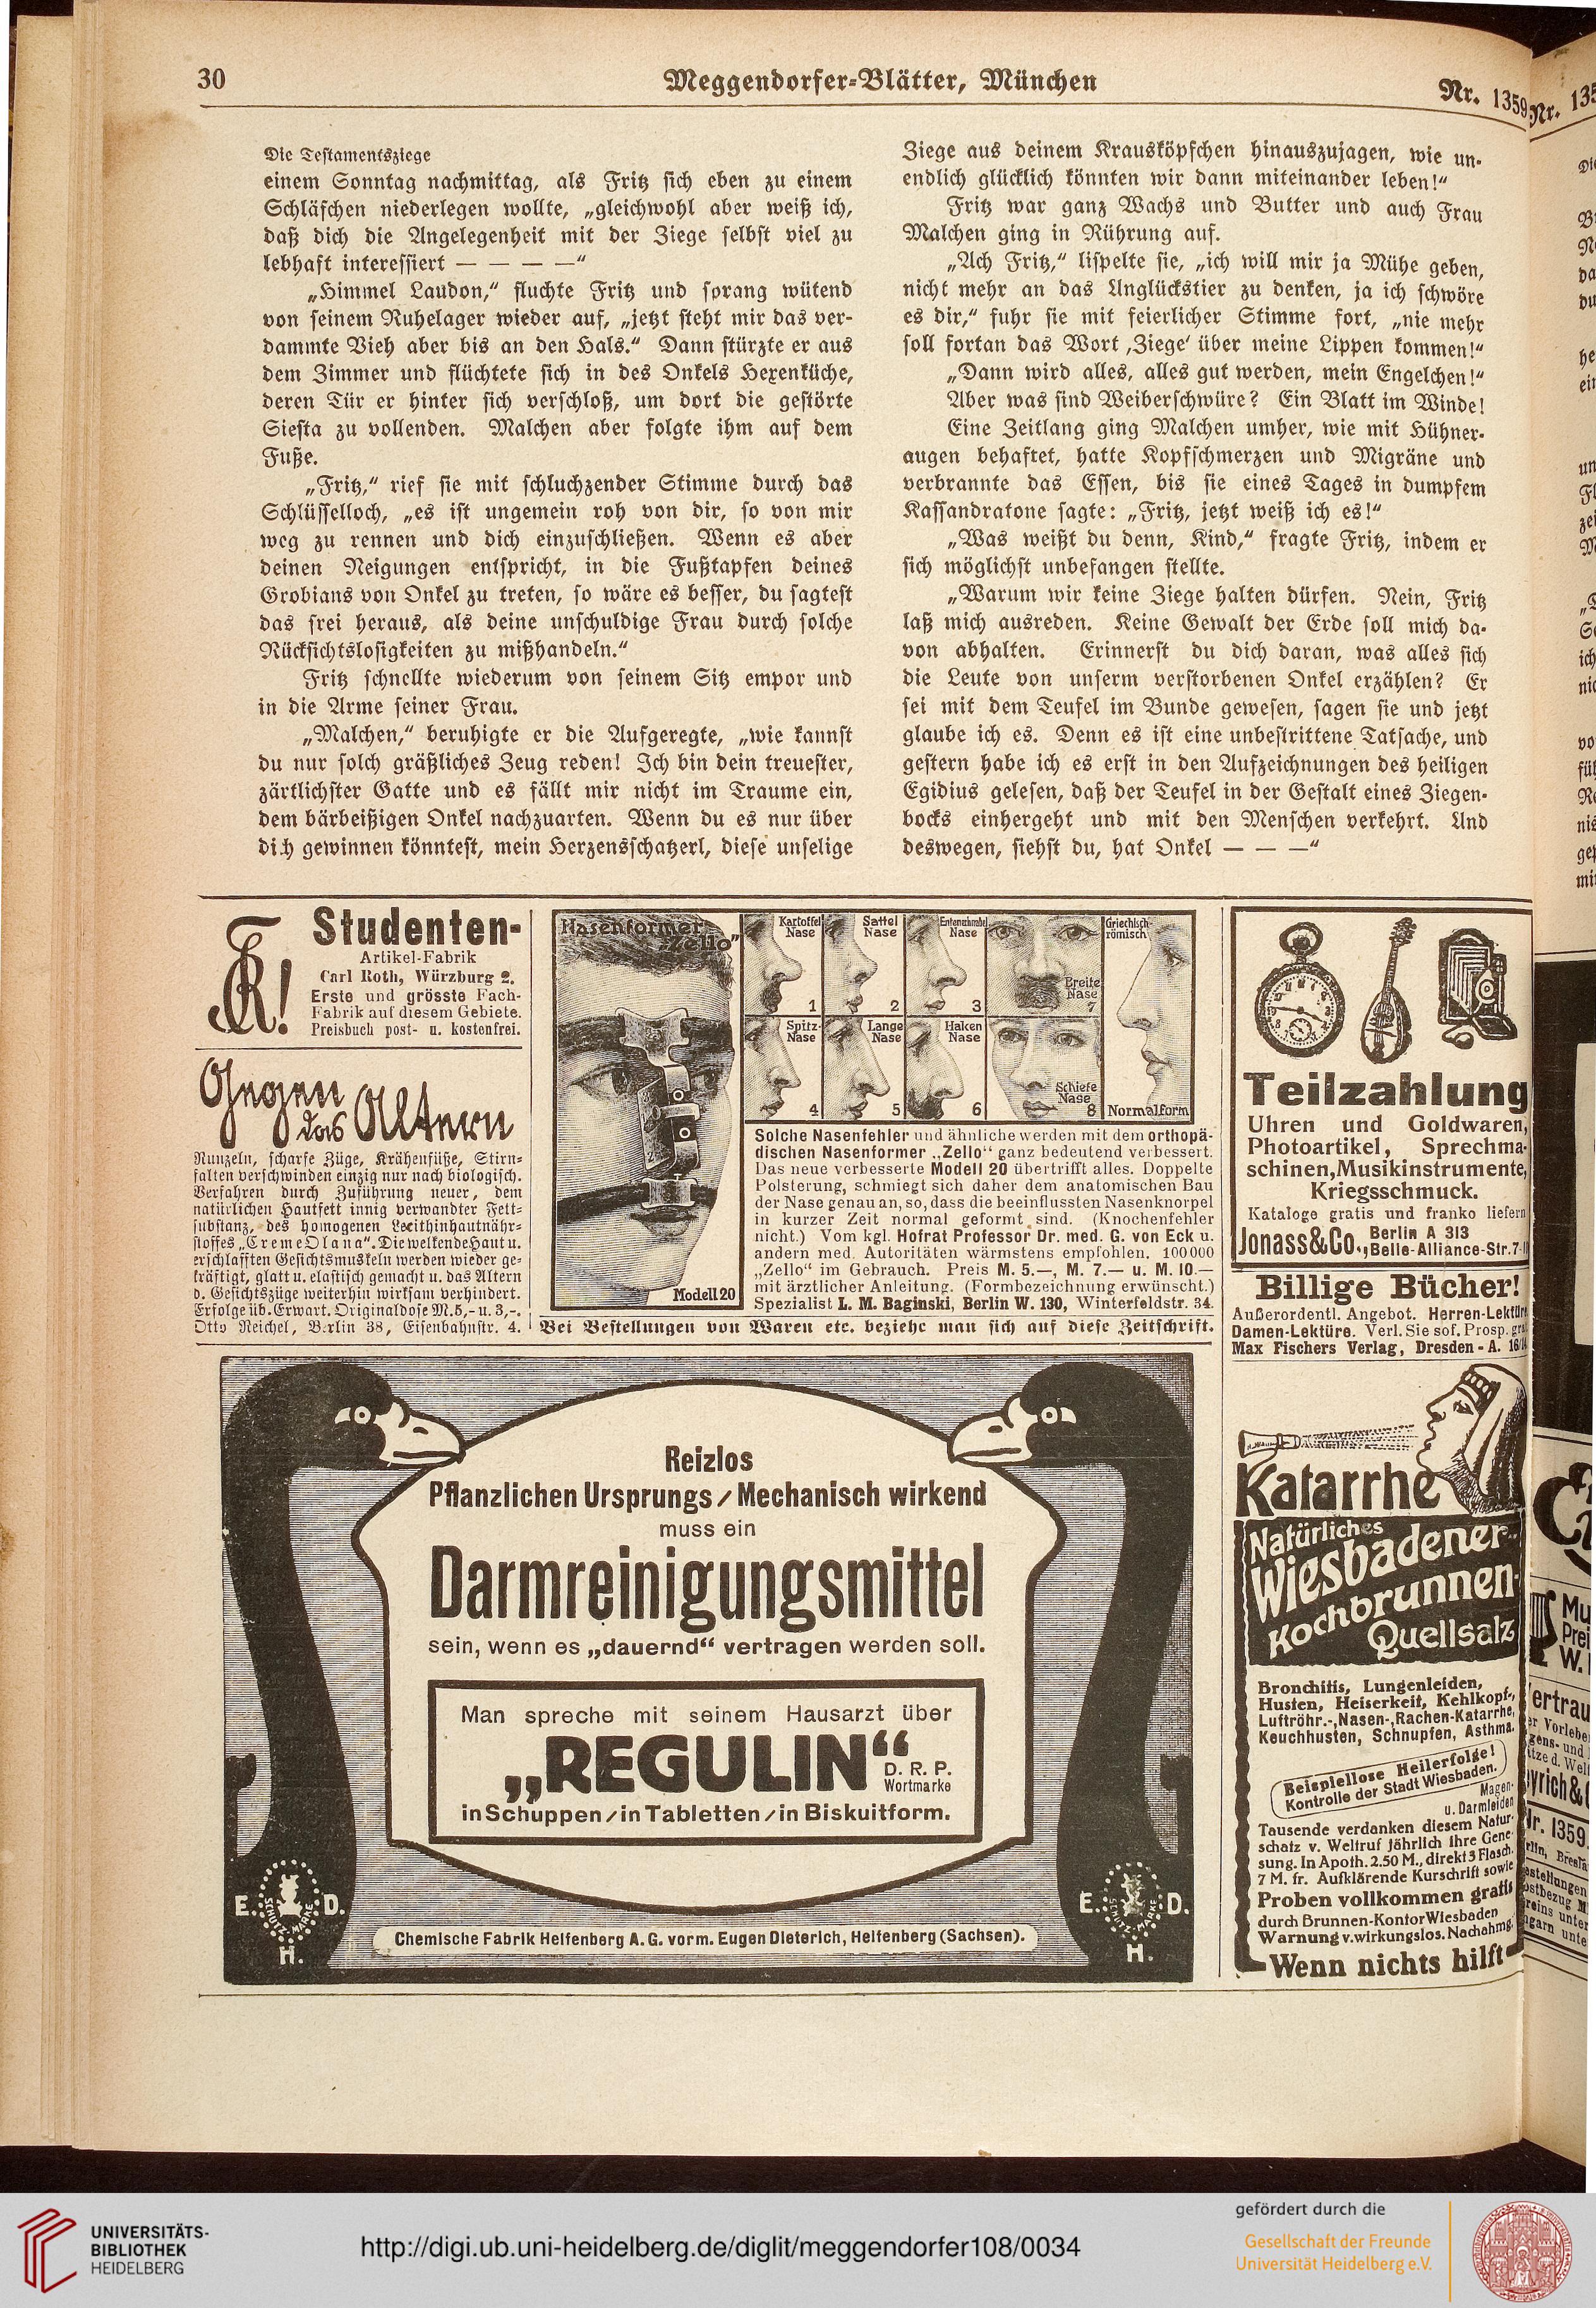 30
Meggendorfer-Blätter, München
Nr. 1359
Die Testamentsziege
einem Sonntag nachmittag, als Fritz sich eben zu einem
Schläfchen niederlegen wollte, „gleichwohl aber weiß ich,
daß dich die Angelegenheit mit der Ziege selbst viel zu
lebhaft interessiert — — — —“
„Himmel Laudon,“ fluchte Fritz und sprang wütend
von seinem Ruhelager wieder auf, „jetzt steht mir das ver-
dammte Vieh aber bis an den Hals.“ Dann stürzte er aus
dem Zimmer und flüchtete sich in des Onkels Hexenküche,
deren Tür er hinter sich verschloß, um dort die gestörte
Siesta zu vollenden. Malchen aber folgte ihm auf dem
Fuße.
„Fritz,“ rief sie mit schluchzender Stimme durch das
Schlüsselloch, „es ist ungemein roh von dir, so von mir
weg zu rennen und dich einzuschließen. Wenn es aber
deinen Neigungen entspricht, in die Fußtapfen deines
Grobians von Onkel zu treten, so wäre es besser, du sagtest
das frei heraus, als deine unschuldige Frau durch solche
Rücksichtslosigkeiten zu mißhandeln.“
Fritz schnellte wiederum von seinem Sitz empor und
in die Arme seiner Frau.
„Malchen,“ beruhigte er die Aufgeregte, „wie kannst
du nur solch gräßliches Zeug reden! Ich bin dein treuester,
zärtlichster Gatte und es fällt mir nicht im Traume ein,
dem bärbeißigen Onkel nachzuarten. Wenn du es nur über
dich gewinnen könntest, mein Herzensschatzerl, diese unselige
Ziege aus deinem Krausköpfchen hinauszujagen, wie un-
endlich glücklich könnten wir dann miteinander leben!“
Fritz war ganz Wachs und Butter und auch Frau
Malchen ging in Rührung auf.
„Ach Fritz,“ lispelte sie, „ich will mir ja Mühe geben,
nicht mehr an das Unglückstier zu denken, ja ich schwöre
es dir,“ fuhr sie mit feierlicher Stimme fort, „nie mehr
soll fortan das Wort ‚Ziege‘ über meine Lippen kommen!“
„Dann wird alles, alles gut werden, mein Engelchen!“
Aber was sind Weiberschwüre? Ein Blatt im Winde!
Eine Zeitlang ging Malchen umher, wie mit Hühner-
augen behaftet, hatte Kopfschmerzen und Migräne und
verbrannte das Essen, bis sie eines Tages in dumpfem
Kassandratone sagte: „Fritz, jetzt weiß ich es!“
„Was weißt du denn, Kind,“ fragte Fritz, indem er
sich möglichst unbefangen stellte.
„Warum wir keine Ziege halten dürfen. Nein, Fritz
laß mich ausreden. Keine Gewalt der Erde soll mich da-
von abhalten. Erinnerst du dich daran, was alles sich
die Leute von unserm verstorbenen Onkel erzählen? Er
sei mit dem Teufel im Bunde gewesen, sagen sie und jetzt
glaube ich es. Denn es ist eine unbestrittene Tatsache, und
gestern habe ich es erst in den Aufzeichnungen des heiligen
Egidius gelesen, daß der Teufel in der Gestalt eines Ziegen-
bocks einhergeht und mit den Menschen verkehrt. Und
deswegen, siehst du, hat Onkel — — —“
Studenten-
Artikel-Fabrik
Carl Roth, Würzburg 2.
Erste und grösste Fach-
Fabrik auf diesem Gebiete.
Preisbuch post- u. kostenfrei.
Gegen
das Altern
Runzeln, scharfe Züge, Krähenfüße, Stirn-
falten verschwinden einzig nur nach biologisch.
Verfahren durch Zuführung neuer, dem
natürlichen Hautfett innig verwandter Fett-
substanz, des homogenen Lecithinhautnähr-
stoffes „Creme Olana“. Die welkende Haut u.
erschlafften Gesichtsmuskeln werden wieder ge-
kräftigt, glatt u. elastisch gemacht u. das Altern
d. Gesichtszüge weiterhin wirksam verhindert.
Erfolge üb. Erwart. Originaldose M. 5,- u. 3,-.
Otto Reichel, Berlin 38, Eisenbahnstr. 4.
Nasenformer
„Zello“
Modell 20
Kartoffel
Nase
1
Sattel
Nase
2
Entenschnabel
Nase
3
Spitz-
Nase
4
Lange
Nase
5
Haken
Nase
6
Breite
Nase
7
Schiefe
Nase
8
Griechisch
römisch
Normalform
Solche Nasenfehler und ähnliche werden mit dem orthopä-
dischen Nasenformer „Zello“ ganz bedeutend verbessert.
Das neue verbesserte Modell 20 übertrifft alles. Doppelte
Polsterung, schmiegt sich daher dem anatomischen Bau
der Nase genau an, so, dass die beeinflussten Nasenknorpel
in kurzer Zeit normal geformt sind. (Knochenfehler
nicht.) Vom kgl. Hofrat Professor Dr. med. G. von Eck u.
andern med. Autoritäten wärmstens empfohlen. 100000
„Zello“ im Gebrauch. Preis M. 5.—, M. 7.— u. M. 10.—
mit ärztlicher Anleitung. (Formbezeichnung erwünscht.)
Spezialist L. M. Baginski, Berlin W. 130, Winterfeldstr. 34.
Bei Bestellungen von Waren etc. beziehe man sich auf diese Zeitschrift.
Teilzahlung
Uhren und Goldwaren,
Photoartikel, Sprechma-
schinen, Musikinstrumente,
Kriegsschmuck.
Kataloge gratis und franko liefern
Jonass & Co., Berlin A 313
Belle-Alliance-Str. 7-
Billige Bücher!
Außerordentl. Angebot. Herren-Lektüre
Damen-Lektüre. Verl. Sie sof. Prosp.
Max Fischers Verlag, Dresden-A. 16/
Reizlos
Pflanzlichen Ursprungs / Mechanisch wirkend
muss ein
Darmreinigungsmittel
sein, wenn es „dauernd“ vertragen werden soll.
Man spreche mit seinem Hausarzt über
„REGULIN“
D. R. P.
Wortmarke
in Schuppen / in Tabletten / in Biskuitform.
E. D.
H.
SCHUTZ-MARKE
E. D.
H.
SCHUTZ-MARKE
Chemische Fabrik Helfenberg A. G. vorm. Eugen Dieterich, Helfenberg (Sachsen).
Katarrhe
Natürliches
Wiesbadener
Kochbrunnen-
Quellsalz
Bronchitis, Lungenleiden,
Husten, Heiserkeit, Kehlkopf-,
Luftröhr.-, Nasen-, Rachen-Katarrhe,
Keuchhusten, Schnupfen, Asthma.
Beispiellose Heilerfolge!
Kontrolle der Stadt Wiesbaden.
Magen-
u. Darmleiden
Tausende verdanken diesem Natur-
schatz v. Weltruf jährlich ihre Gene-
sung. In Apoth. 2.50 M., direkt 3 Flasch.
7 M. fr. Aufklärende Kurschrift sowie
Proben vollkommen gratis
durch Brunnen-Kontor Wiesbaden
Warnung v. wirkungslos. Nachahmg.
Wenn nichts hilft
UNIVERSITÄTS-
BIBLIOTHEK
HEIDELBERG
http://digi.ub.uni-heidelberg.de/diglit/meggendorfer108/0034
gefördert durch die
Gesellschaft der Freunde
Universität Heidelberg e.V.